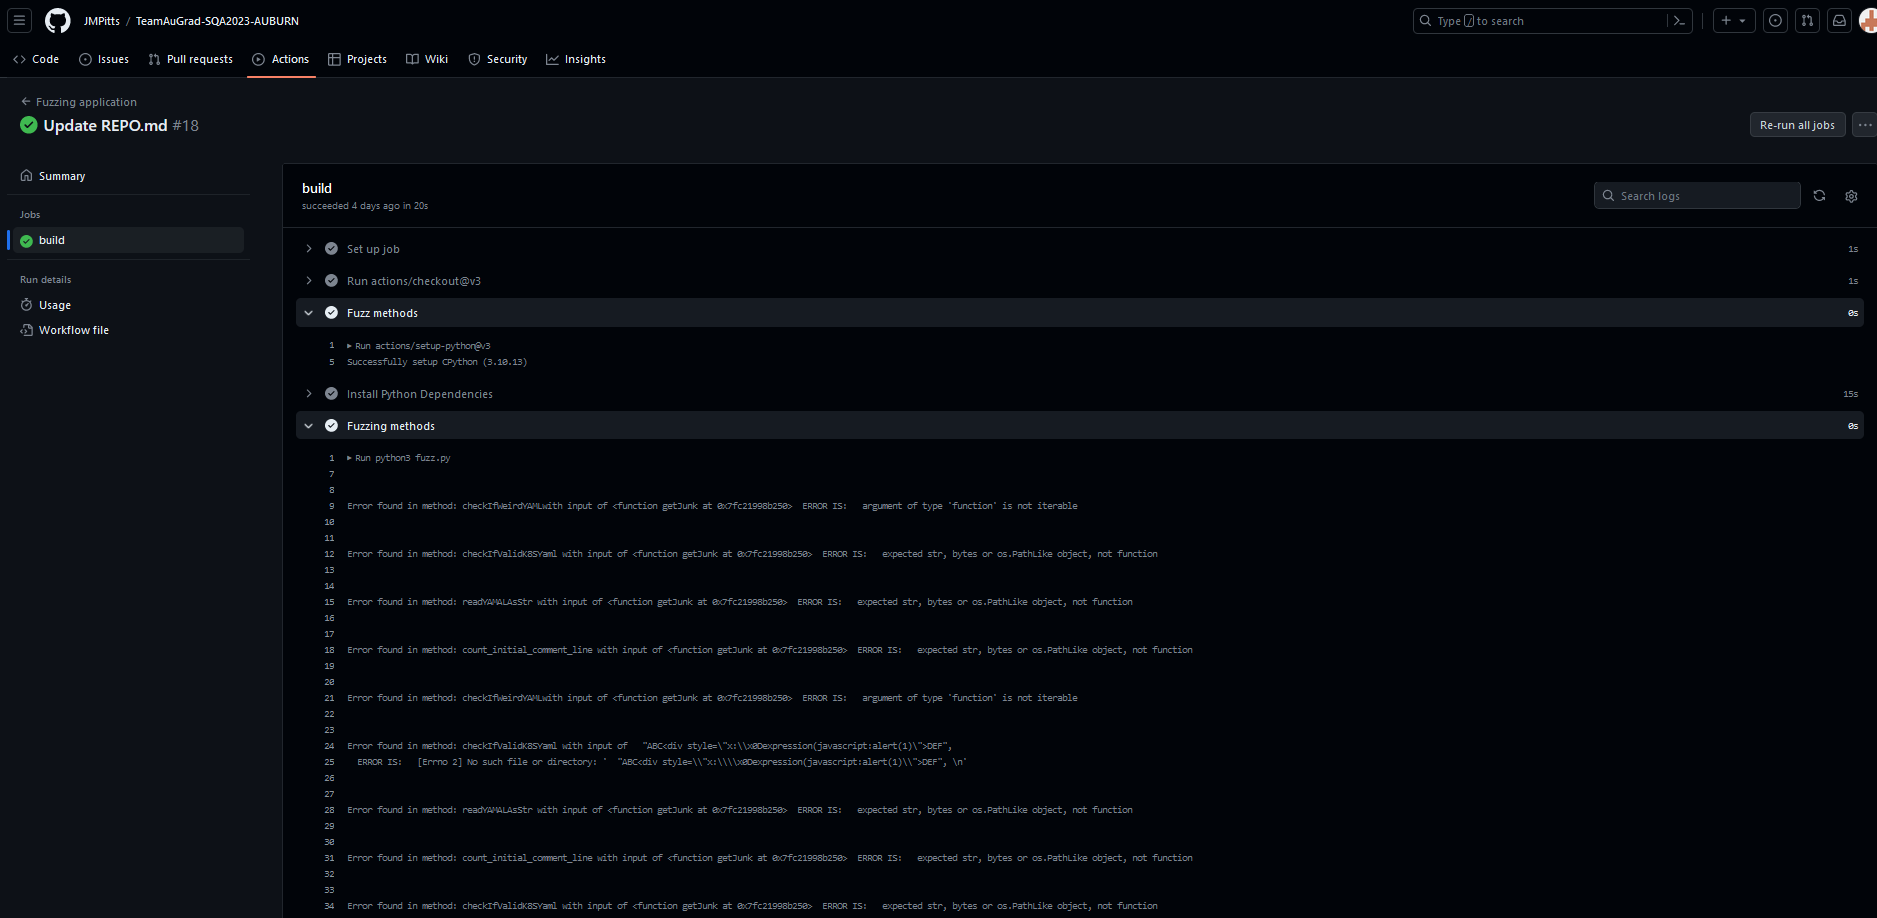 JMPitts / TeamAuGrad-SQA2023-AUBURN
Type / to search
Code Issues Pull requests Actions Projects Wiki Security Insights
Fuzzing application
Update REPO.md #18
Re-run all jobs
Summary
Jobs
build
Run details
Usage
Workflow file
build
succeeded 4 days ago in 20s
Search logs
Set up job 1s
Run actions/checkout@v3 1s
Fuzz methods 0s
1 Run actions/setup-python@v3
5 Successfully setup CPython (3.10.13)
Install Python Dependencies 15s
Fuzzing methods 0s
1 Run python3 fuzz.py
7
8
9 Error found in method: checkIfWeirdYAMLwith input of <function getJunk at 0x7fc21998b250> ERROR IS: argument of type 'function' is not iterable
10
11
12 Error found in method: checkIfValidK8SYaml with input of <function getJunk at 0x7fc21998b250> ERROR IS: expected str, bytes or os.PathLike object, not function
13
14
15 Error found in method: readYAMALAsStr with input of <function getJunk at 0x7fc21998b250> ERROR IS: expected str, bytes or os.PathLike object, not function
16
17
18 Error found in method: count_initial_comment_line with input of <function getJunk at 0x7fc21998b250> ERROR IS: expected str, bytes or os.PathLike object, not function
19
20
21 Error found in method: checkIfWeirdYAMLwith input of <function getJunk at 0x7fc21998b250> ERROR IS: argument of type 'function' is not iterable
22
23
24 Error found in method: checkIfValidK8SYaml with input of "ABC<div style=\"x:\\x0Dexpression(javascript:alert(1)\">DEF",
25 ERROR IS: [Errno 2] No such file or directory: ' "ABC<div style=\\"x:\\\\x0Dexpression(javascript:alert(1)\\">DEF", \n'
26
27
28 Error found in method: readYAMALAsStr with input of <function getJunk at 0x7fc21998b250> ERROR IS: expected str, bytes or os.PathLike object, not function
29
30
31 Error found in method: count_initial_comment_line with input of <function getJunk at 0x7fc21998b250> ERROR IS: expected str, bytes or os.PathLike object, not function
32
33
34 Error found in method: checkIfValidK8SYaml with input of <function getJunk at 0x7fc21998b250> ERROR IS: expected str, bytes or os.PathLike object, not function